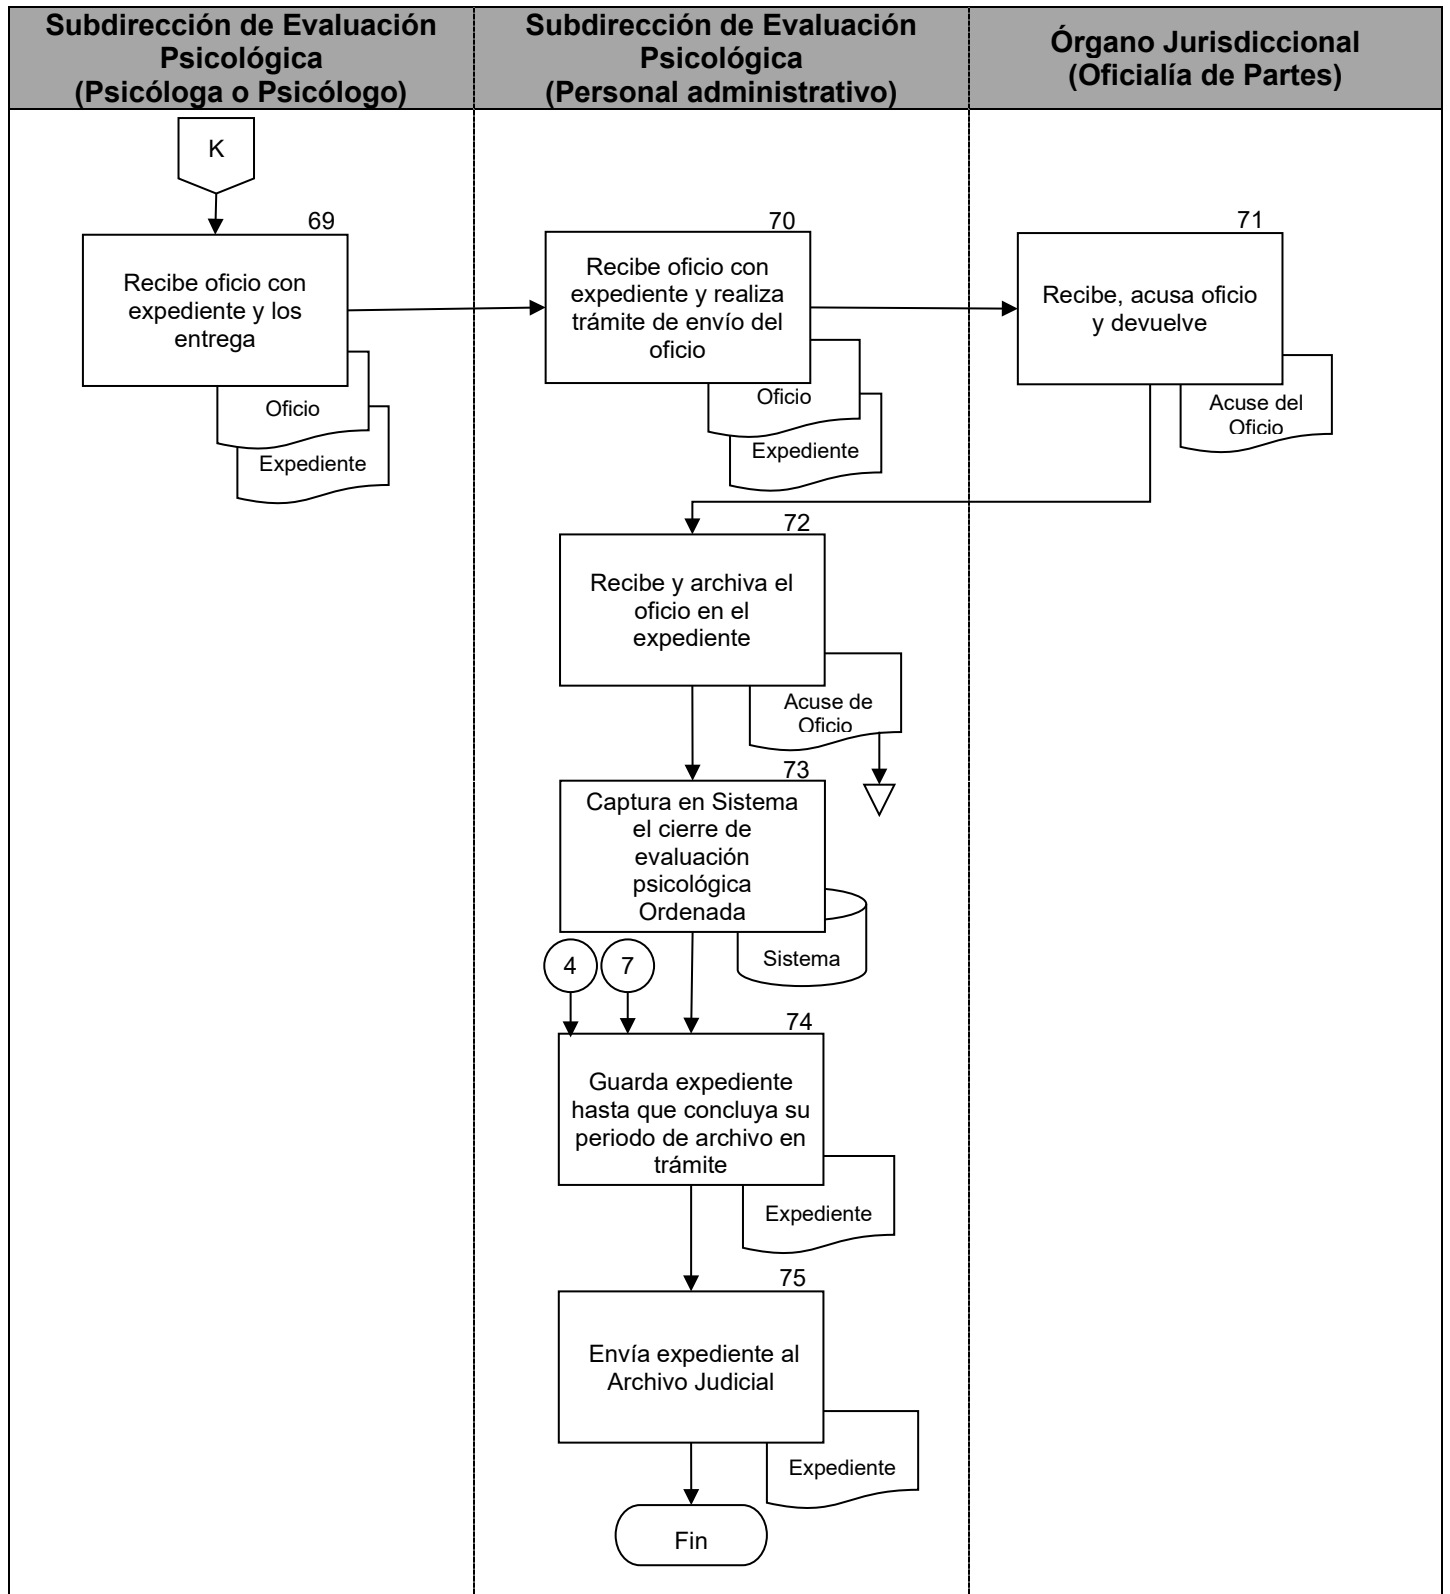 Subdirección de Evaluación
Psicológica
(Psicóloga o Psicólogo)
Subdirección de Evaluación
Psicológica
(Personal administrativo)
Órgano Jurisdiccional
(Oficialía de Partes)
K
69
Recibe oficio con
expediente y los
entrega
Oficio
Expediente
70
Recibe oficio con
expediente y realiza
trámite de envío del
oficio
Oficio
Expediente
71
Recibe, acusa oficio
y devuelve
Acuse del
Oficio
72
Recibe y archiva el
oficio en el
expediente
Acuse de
Oficio
73
Captura en Sistema
el cierre de
evaluación
psicológica
Ordenada
Sistema
4
7
74
Guarda expediente
hasta que concluya su
periodo de archivo en
trámite
Expediente
75
Envía expediente al
Archivo Judicial
Expediente
Fin